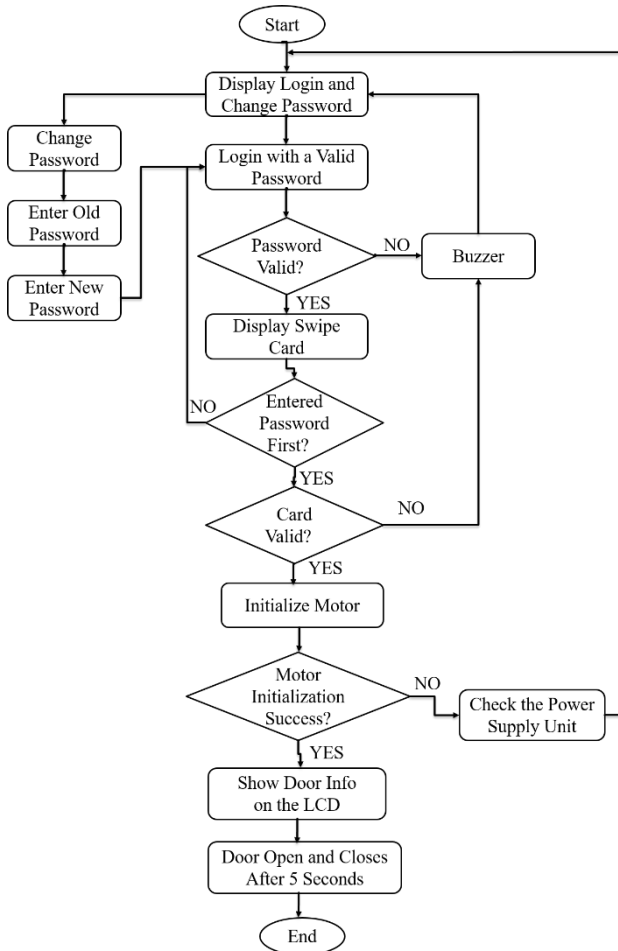 Start
Display Login and
Change Password
Change
Password
Login with a Valid
Password
Enter Old
Password
Password
Valid?
NO
Buzzer
Enter New
Password
YES
Display Swipe
Card
NO
Entered
Password
First?
YES
Card
Valid?
NO
YES
Initialize Motor
Motor
Initialization
Success?
NO
Check the Power
Supply Unit
YES
Show Door Info
on the LCD
Door Open and Closes
After 5 Seconds
End